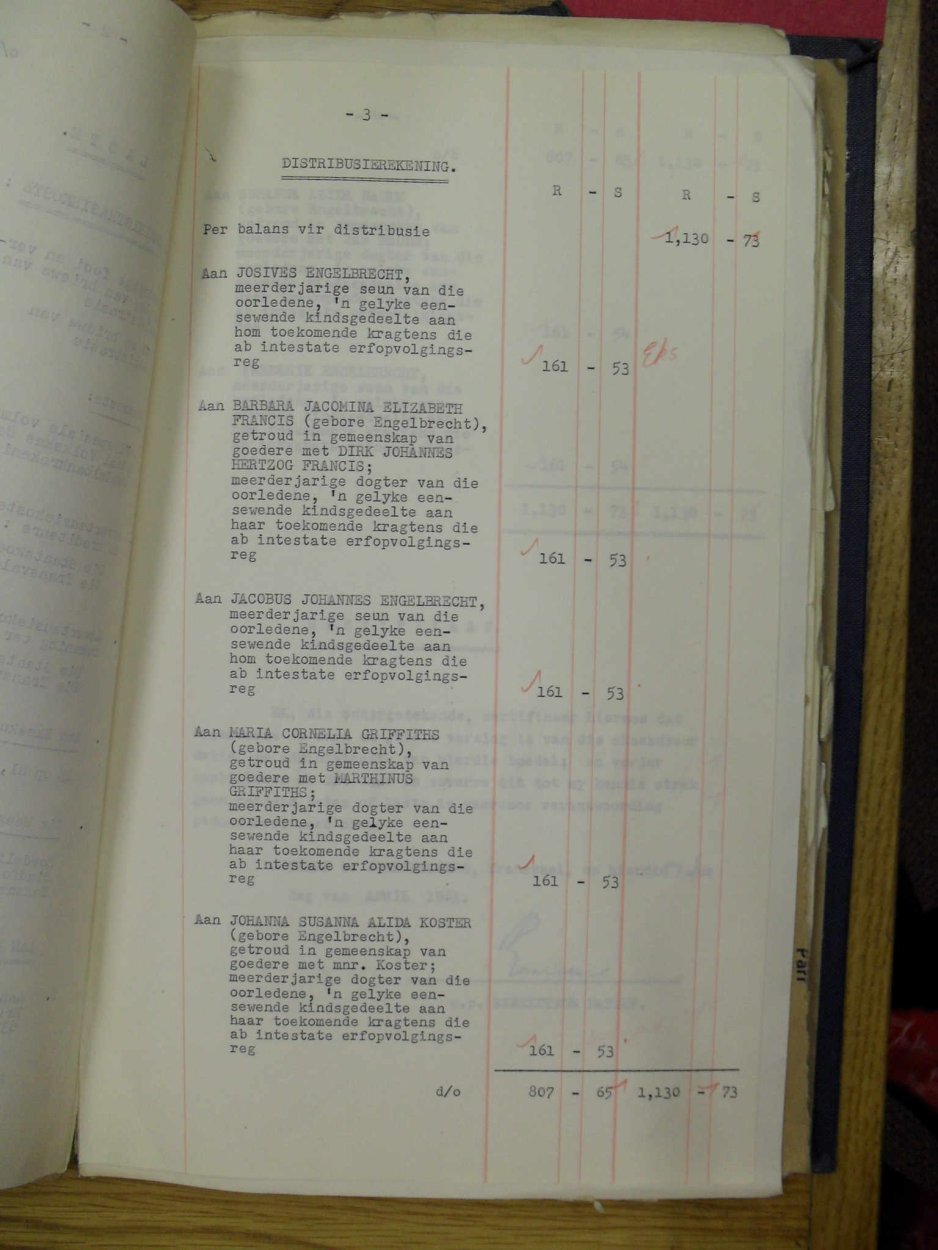 - 3 -
DISTRIBUSIEREKENING.
R - S R - S
Per balans vir distribusie 1,130 - 73
Aan JOSIVES ENGELBRECHT,
meerderjarige seun van die
oorledene, 'n gelyke een-
sewende kindsgedeelte aan
hom toekomende kragtens die
ab intestate erfopvolgings-
reg 161 - 53
Aan BARBARA JACOMINA ELIZABETH
FRANCIS (gebore Engelbrecht),
getroud in gemeenskap van
goedere met DIRK JOHANNES
HERTZOG FRANCIS;
meerderjarige dogter van die
oorledene, 'n gelyke een-
sewende kindsgedeelte aan
haar toekomende kragtens die
ab intestate erfopvolgings-
reg 161 - 53
Aan JACOBUS JOHANNES ENGELBRECHT,
meerderjarige seun van die
oorledene, 'n gelyke een-
sewende kindsgedeelte aan
hom toekomende kragtens die
ab intestate erfopvolgings-
reg 161 - 53
Aan MARIA CORNELIA GRIFFITHS
(gebore Engelbrecht),
getroud in gemeenskap van
goedere met MARTHINUS
GRIFFITHS;
meerderjarige dogter van die
oorledene, 'n gelyke een-
sewende kindsgedeelte aan
haar toekomende kragtens die
ab intestate erfopvolgings-
reg 161 - 53
Aan JOHANNA SUSANNA ALIDA KOSTER
(gebore Engelbrecht),
getroud in gemeenskap van
goedere met mnr. Koster;
meerderjarige dogter van die
oorledene, 'n gelyke een-
sewende kindsgedeelte aan
haar toekomende kragtens die
ab intestate erfopvolgings-
reg 161 - 53
d/o 807 - 65 1,130 - 73